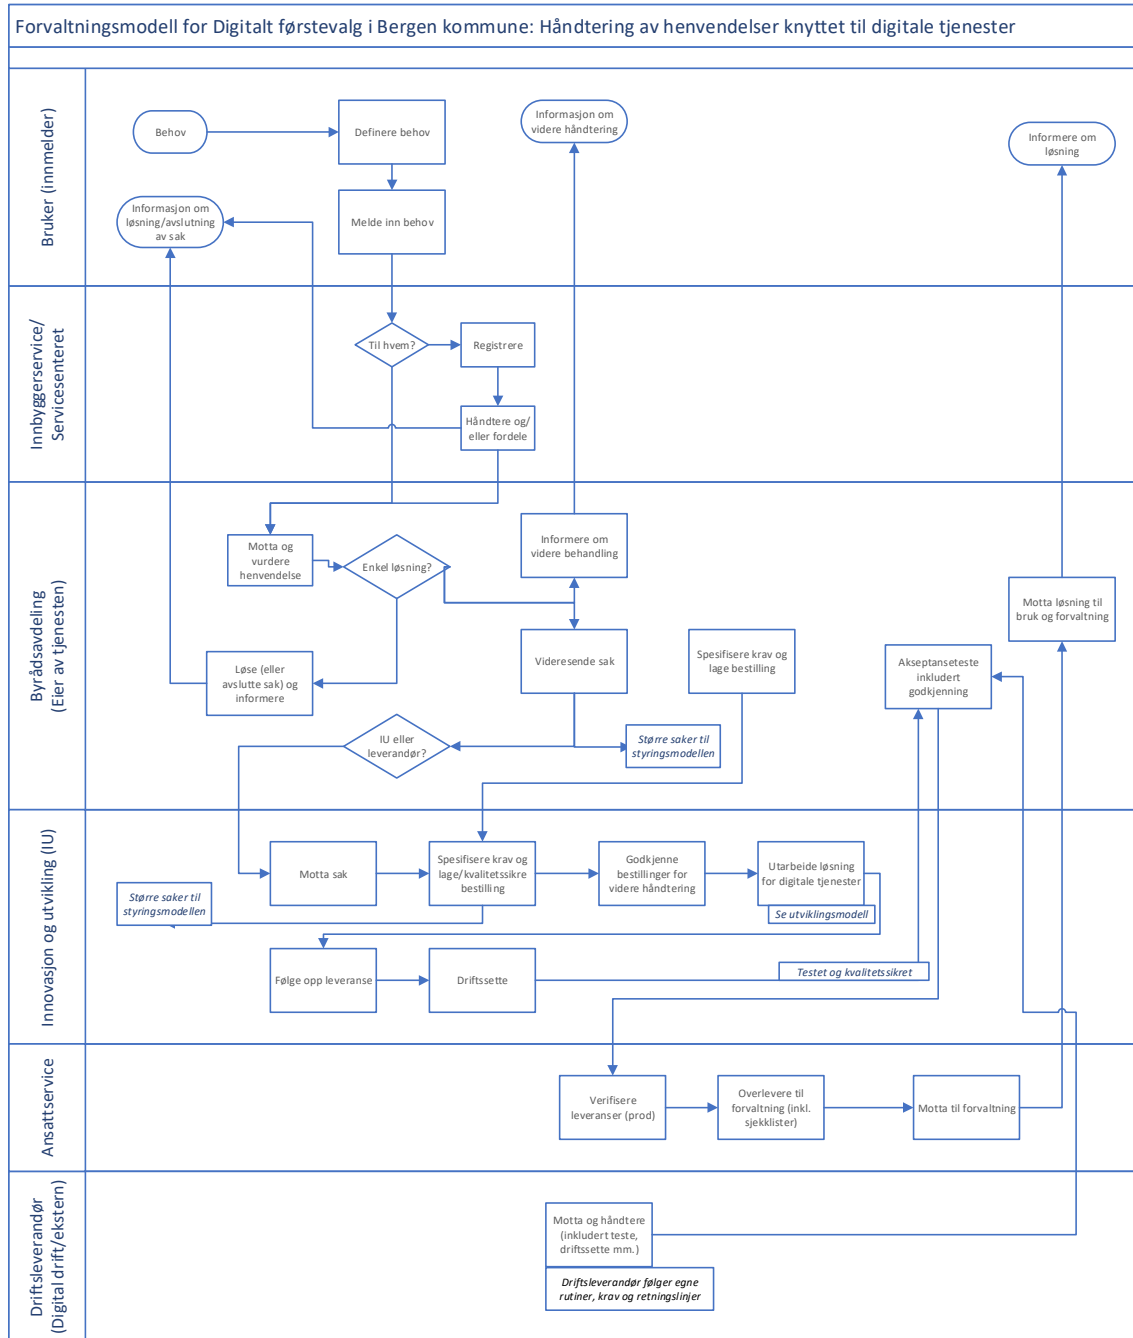 Forvaltningsmodell for Digitalt førstevalg i Bergen kommune: Håndtering av henvendelser knyttet til digitale tjenester
Bruker (innmelder)
Behov
Definere behov
Informasjon om
videre håndtering
Informere om
løsning
Informasjon om
løsning/avslutning
av sak
Melde inn behov
Innbyggerservice/
Servicesenteret
Til hvem?
Registrere
Håndtere og/
eller fordele
Byrådsavdeling
(Eier av tjenesten)
Motta og
vurdere
henvendelse
Enkel løsning?
Informere om
videre behandling
Motta løsning til
bruk og forvaltning
Løse (eller
avslutte sak) og
informere
Videresende sak
Spesifisere krav og
lage bestilling
Akseptanseteste
inkludert
godkjenning
IU eller
leverandør?
Større saker til
styringsmodellen
Innovasjon og utvikling (IU)
Motta sak
Spesifisere krav og
lage/kvalitetssikre
bestilling
Godkjenne
bestillinger for
videre håndtering
Utarbeide løsning
for digitale tjenester
Større saker til
styringsmodellen
Se utviklingsmodell
Følge opp leveranse
Driftssette
Testet og kvalitetssikret
Ansattservice
Verifisere
leveranser (prod)
Overlevere til
forvaltning (inkl.
sjekklister)
Motta til forvaltning
Driftsleverandør
(Digital drift/ekstern)
Motta og håndtere
(inkludert teste,
driftssette mm.)
Driftsleverandør følger egne
rutiner, krav og retningslinjer